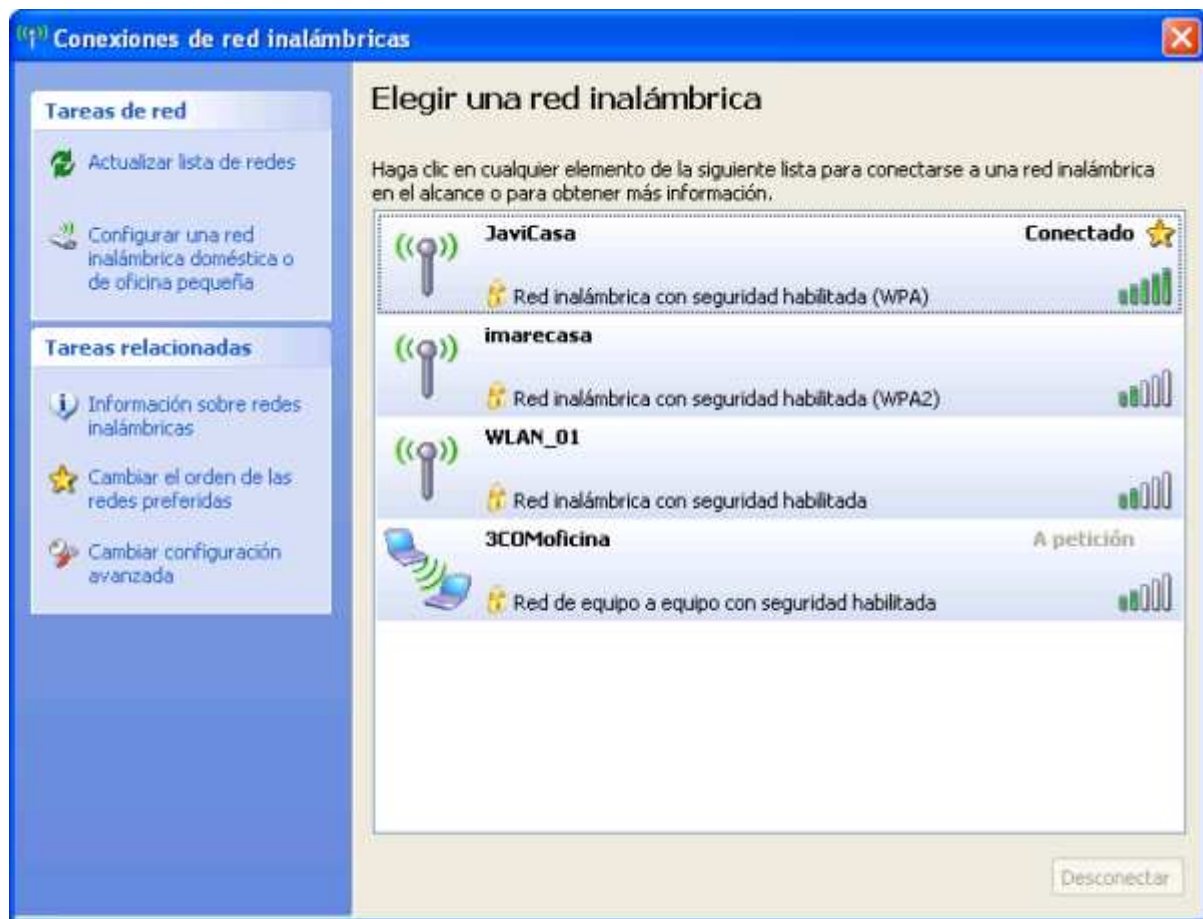 Conexiones de red inalámbricas
Tareas de red
Actualizar lista de redes
Configurar una red
inalámbrica doméstica o
de oficina pequeña
Tareas relacionadas
Información sobre redes
inalámbricas
Cambiar el orden de las
redes preferidas
Cambiar configuración
avanzada
Elegir una red inalámbrica
Haga clic en cualquier elemento de la siguiente lista para conectarse a una red inalámbrica
en el alcance o para obtener más información.
JaviCasa Conectado
Red inalámbrica con seguridad habilitada (WPA)
imarecasa
Red inalámbrica con seguridad habilitada (WPA2)
WLAN_01
Red inalámbrica con seguridad habilitada
3COMoficina A petición
Red de equipo a equipo con seguridad habilitada
Desconectar